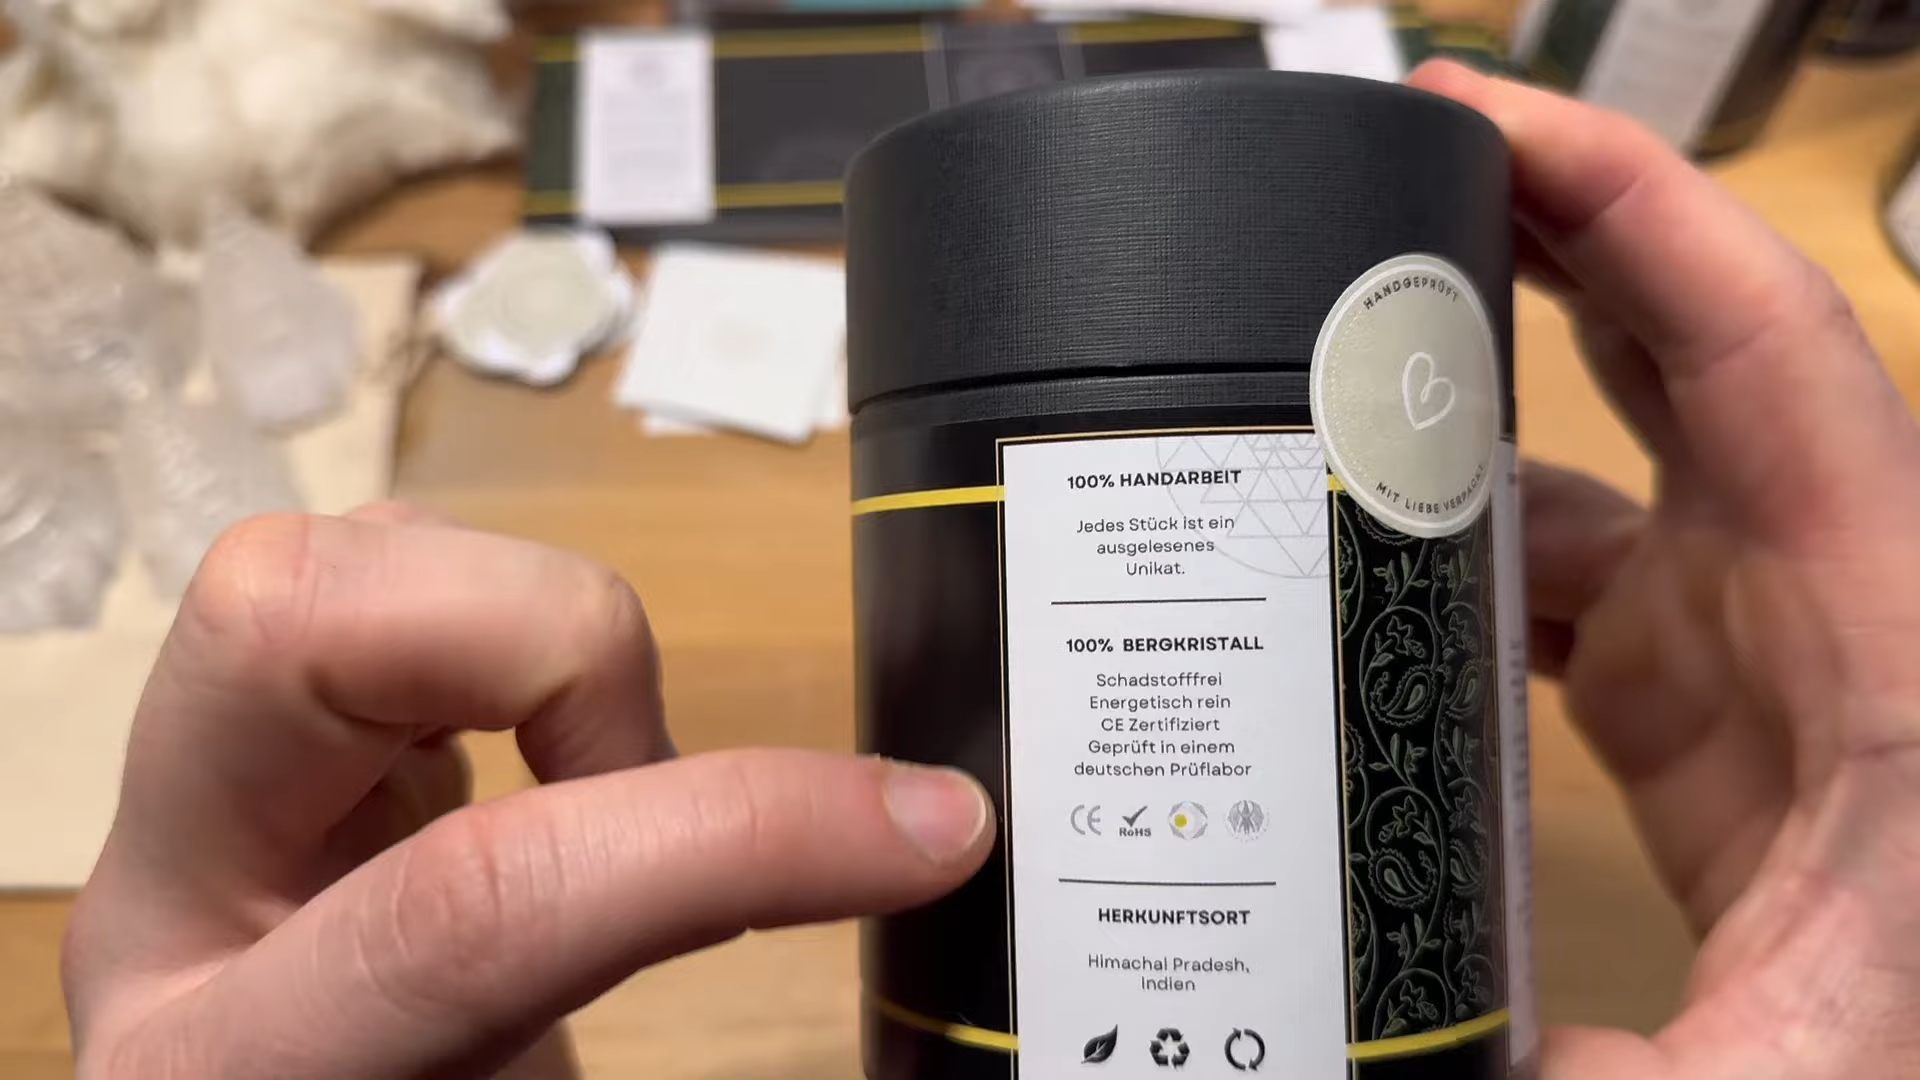 HANDGEPRÜFT
MIT LIEBE VERPACKT
100% HANDARBEIT
Jedes Stück ist ein
ausgelesenes
Unikat.
100% BERGKRISTALL
Schadstofffrei
Energetisch rein
CE Zertifiziert
Geprüft in einem
deutschen Prüflabor
CE
RoHS
HERKUNFTSORT
Himachal Pradesh,
Indien